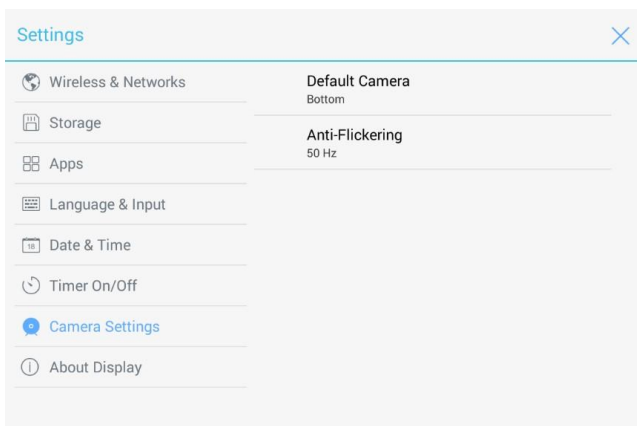 Settings
Wireless & Networks
Storage
Apps
Language & Input
18
Date & Time
Timer On/Off
Camera Settings
About Display
Default Camera
Bottom
Anti-Flickering
50 Hz